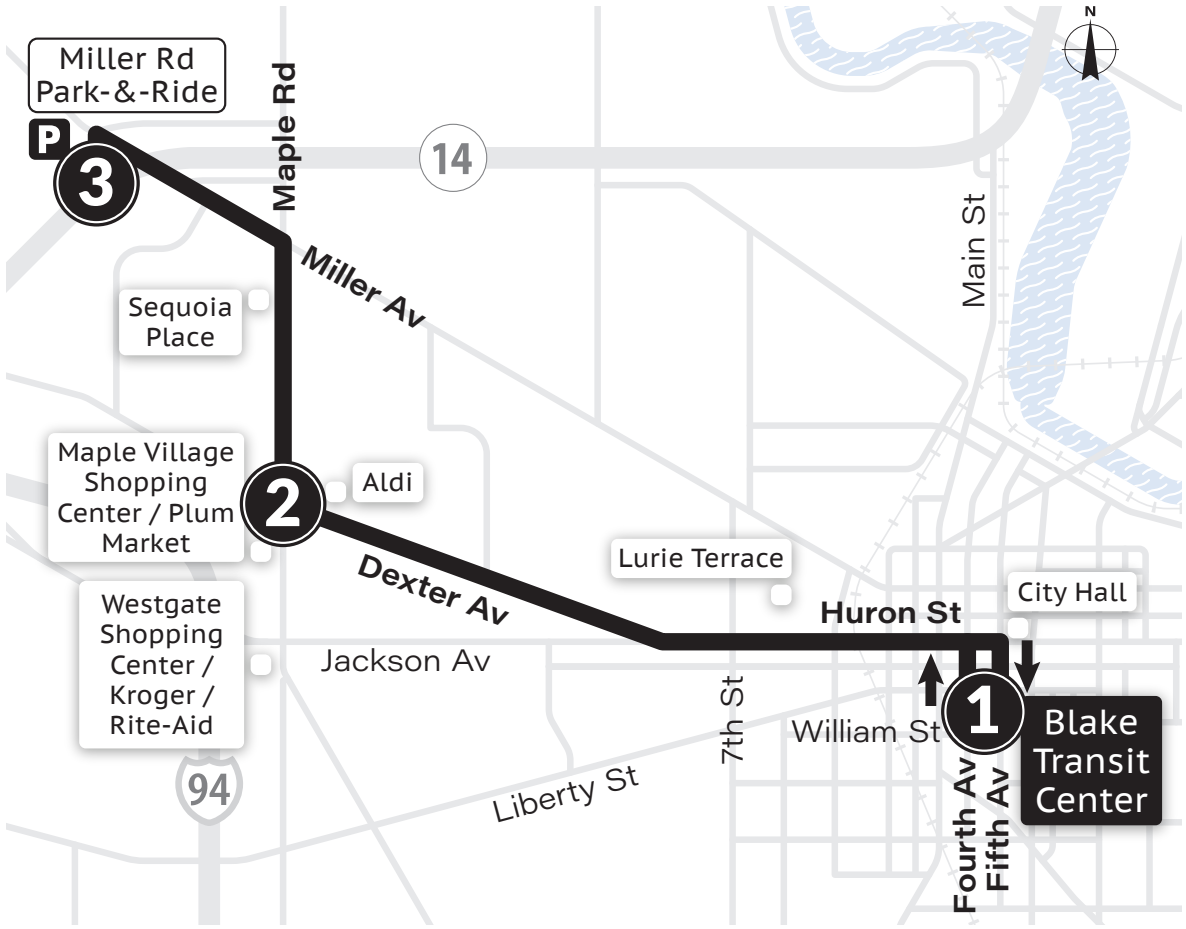 N
Miller Rd
Park-&-Ride
P
3
Maple Rd
14
Main St
Miller Av
Sequoia
Place
Maple Village
Shopping
Center / Plum
Market
2
Aldi
Dexter Av
Lurie Terrace
Huron St
City Hall
Westgate
Shopping
Center /
Kroger /
Rite-Aid
Jackson Av
7th St
William St
1
Blake
Transit
Center
94
Liberty St
Fourth Av
Fifth Av